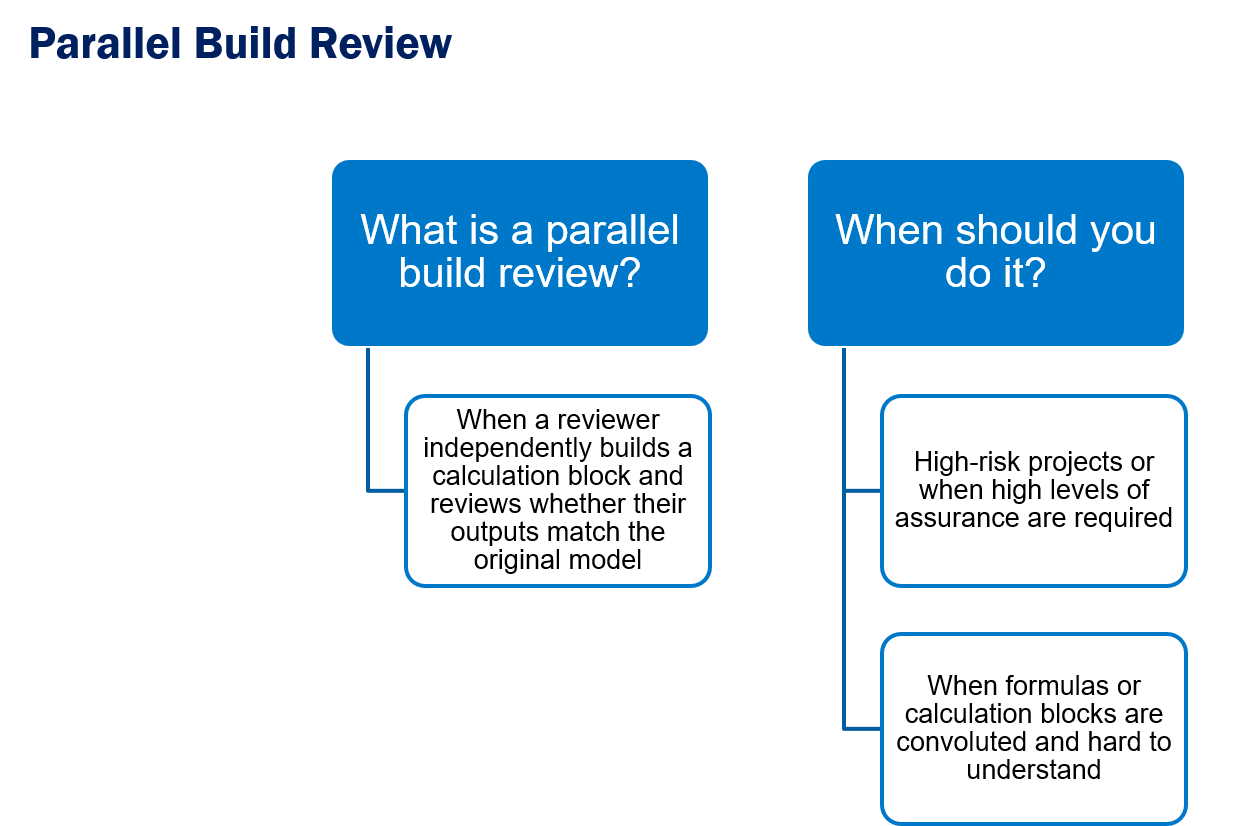 Parallel Build Review
What is a parallel
build review?
When a reviewer
independently builds a
calculation block and
reviews whether their
outputs match the
original model
When should you
do it?
High-risk projects or
when high levels of
assurance are required
When formulas or
calculation blocks are
convoluted and hard to
understand